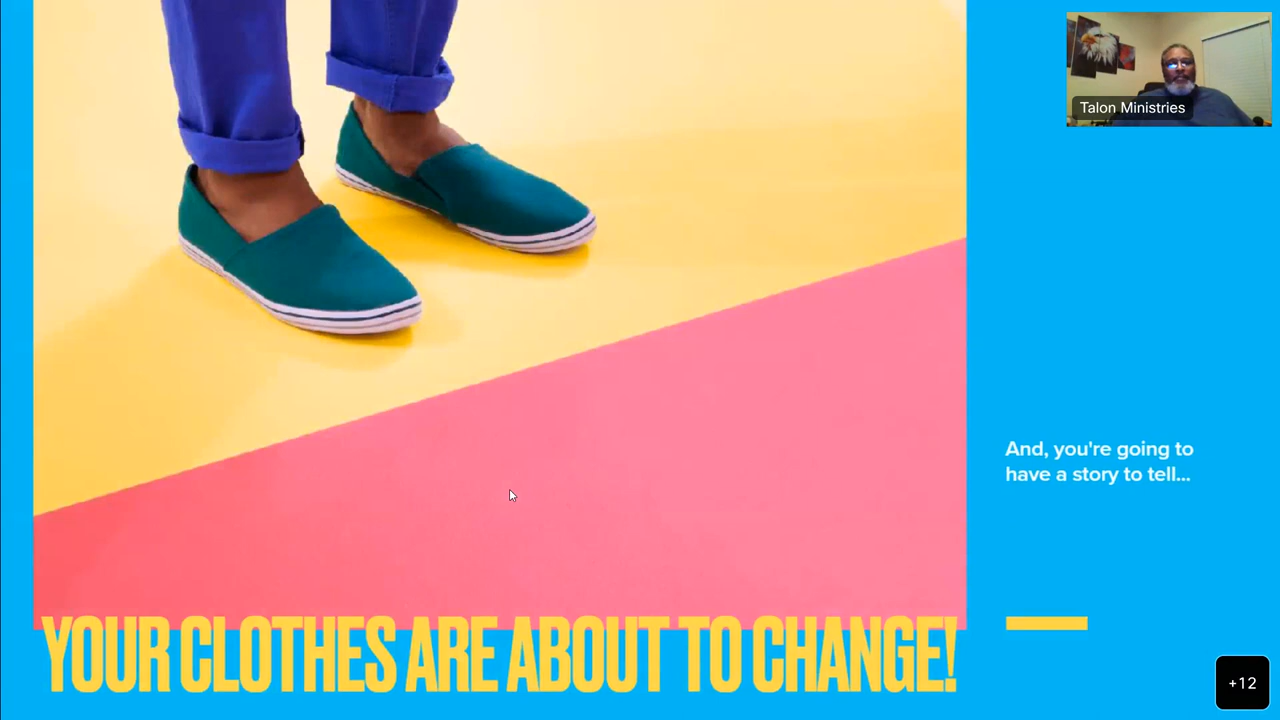 Talon Ministries
And, you're going to
have a story to tell...
YOUR CLOTHES ARE ABOUT TO CHANGE!
+12